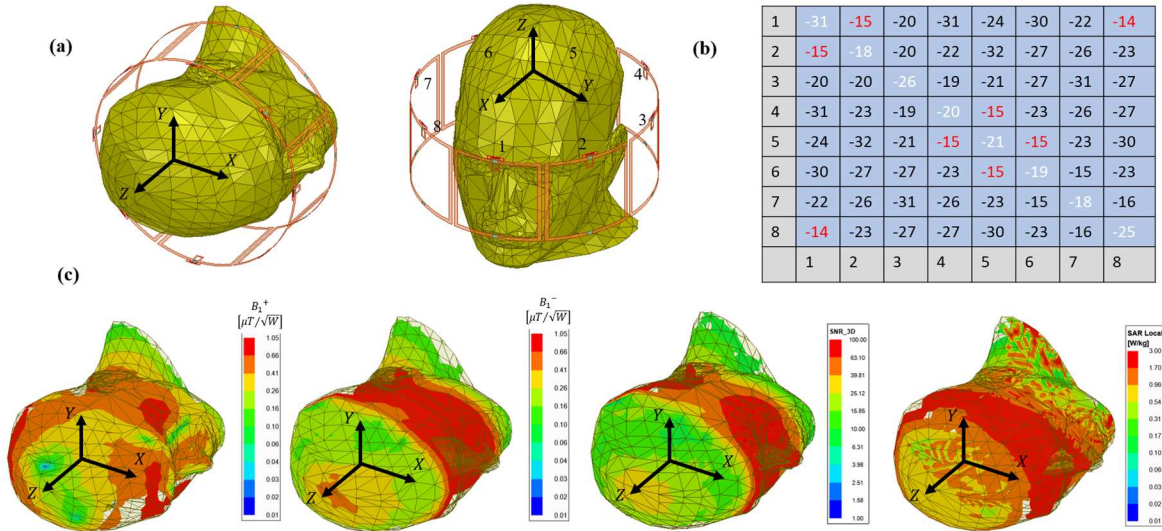 (a)
Y
X
Z
Z
6
5
7
Y
4
X
8
3
1
2
(b)
1 -31 -15 -20 -31 -24 -30 -22 -14
2 -15 -18 -20 -22 -32 -27 -26 -23
3 -20 -20 -26 -19 -21 -27 -31 -27
4 -31 -23 -19 -20 -15 -23 -26 -27
5 -24 -32 -21 -15 -21 -15 -23 -30
6 -30 -27 -27 -23 -15 -19 -15 -23
7 -22 -26 -31 -26 -23 -15 -18 -16
8 -14 -23 -27 -27 -30 -23 -16 -25
1 2 3 4 5 6 7 8
(c)
Y
X
Z
B₁⁺
[μT/√W]
1.05
0.66
0.41
0.26
0.16
0.10
0.06
0.04
0.03
0.02
0.01
Y
X
Z
B₁⁻
[μT/√W]
1.05
0.66
0.41
0.26
0.16
0.10
0.06
0.04
0.03
0.02
0.01
Y
X
Z
SNR_3D
100.00
63.10
39.81
25.12
15.85
10.00
6.31
3.98
2.51
1.58
1.00
Y
X
Z
SAR Local
[W/kg]
3.00
1.70
0.96
0.54
0.31
0.17
0.10
0.06
0.03
0.02
0.01